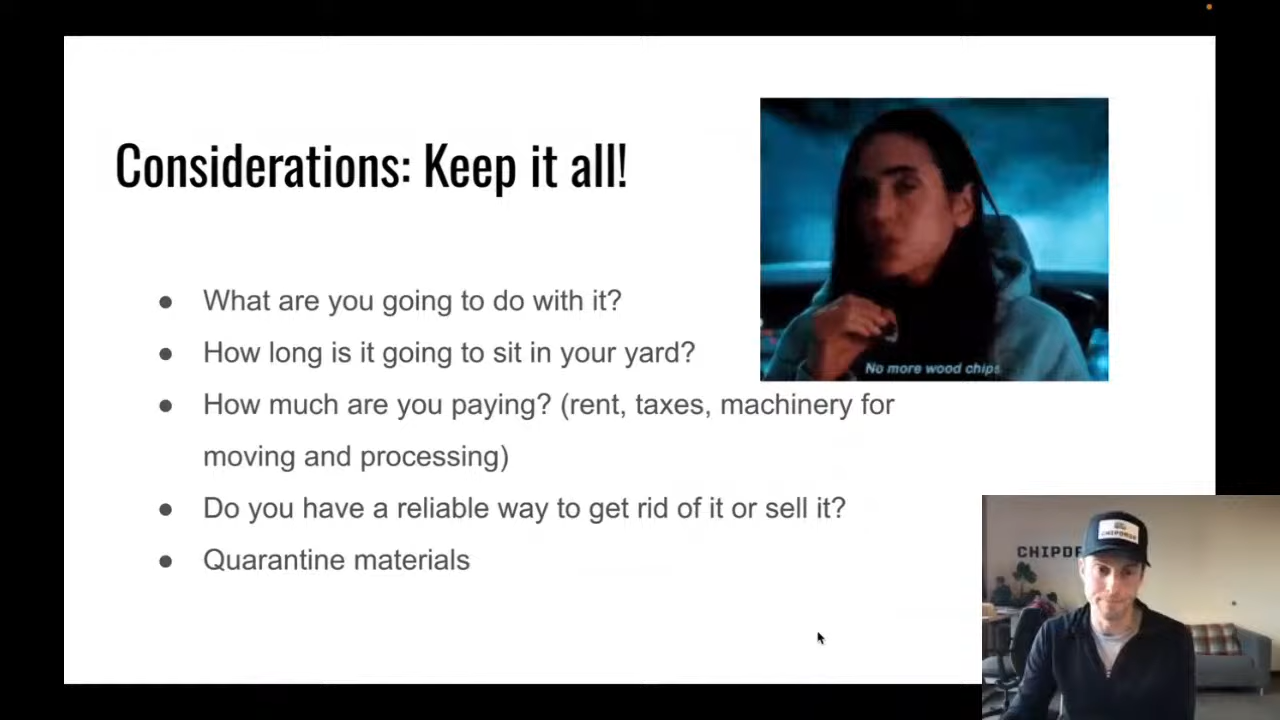 Considerations: Keep it all!
No more wood chips
● What are you going to do with it?
● How long is it going to sit in your yard?
● How much are you paying? (rent, taxes, machinery for
moving and processing)
● Do you have a reliable way to get rid of it or sell it?
● Quarantine materials
CHIPDROP
CHIPDR